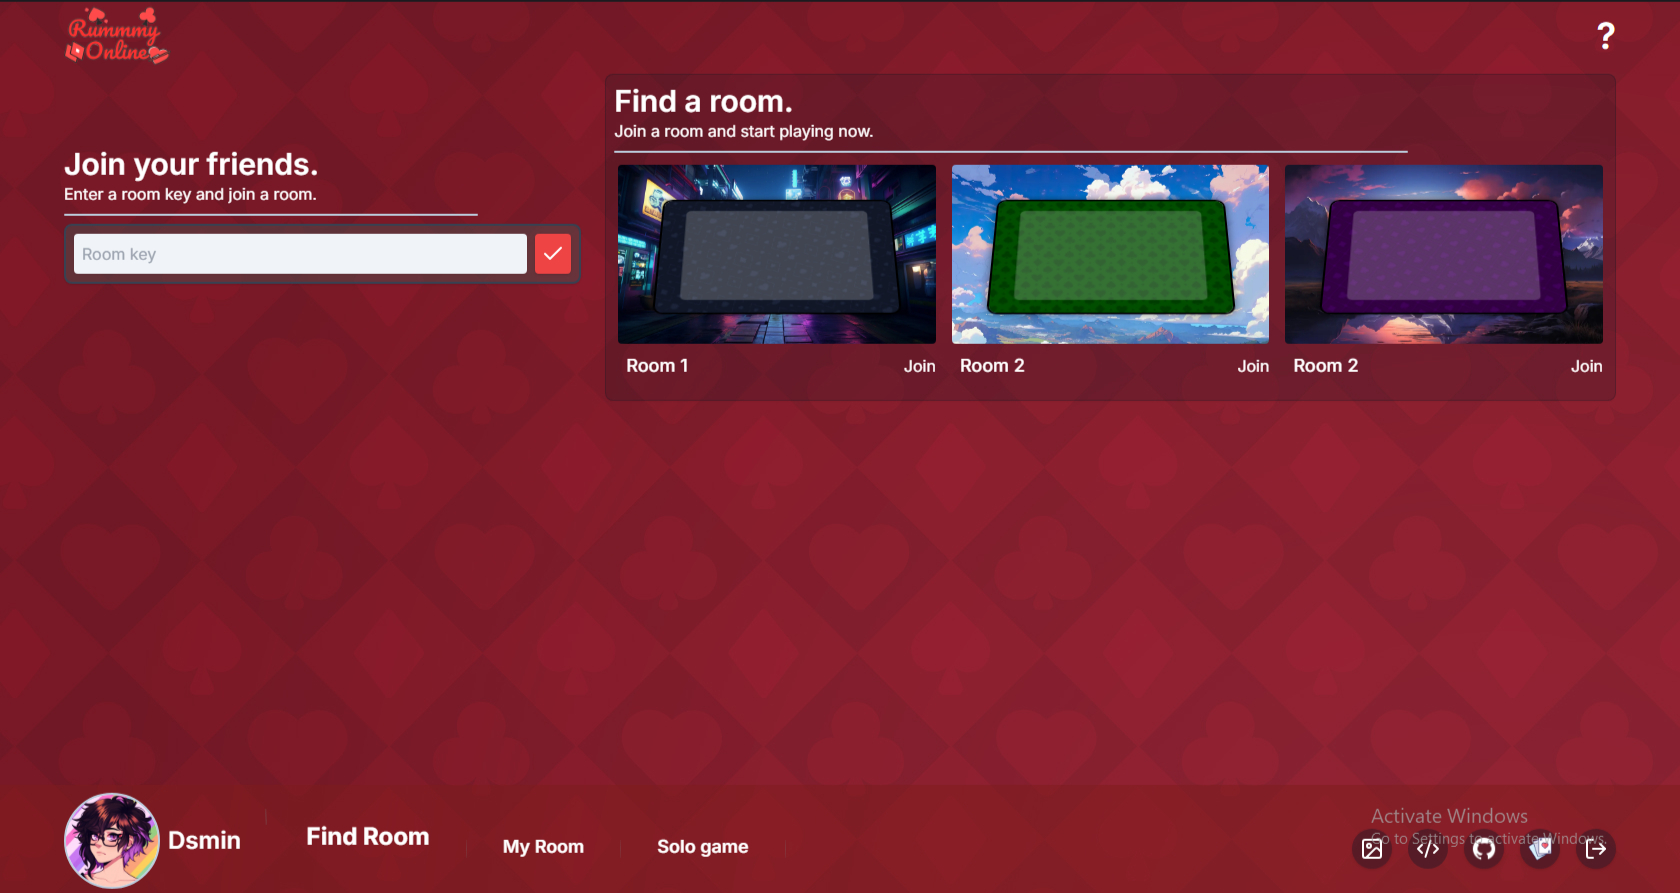 Rummmy
Online
?
Find a room.
Join a room and start playing now.
Join your friends.
Enter a room key and join a room.
Room key
Room 1
Join
Room 2
Join
Room 2
Join
Dsmin
Find Room
My Room
Solo game
Activate Windows
Go to Settings to activate Windows.